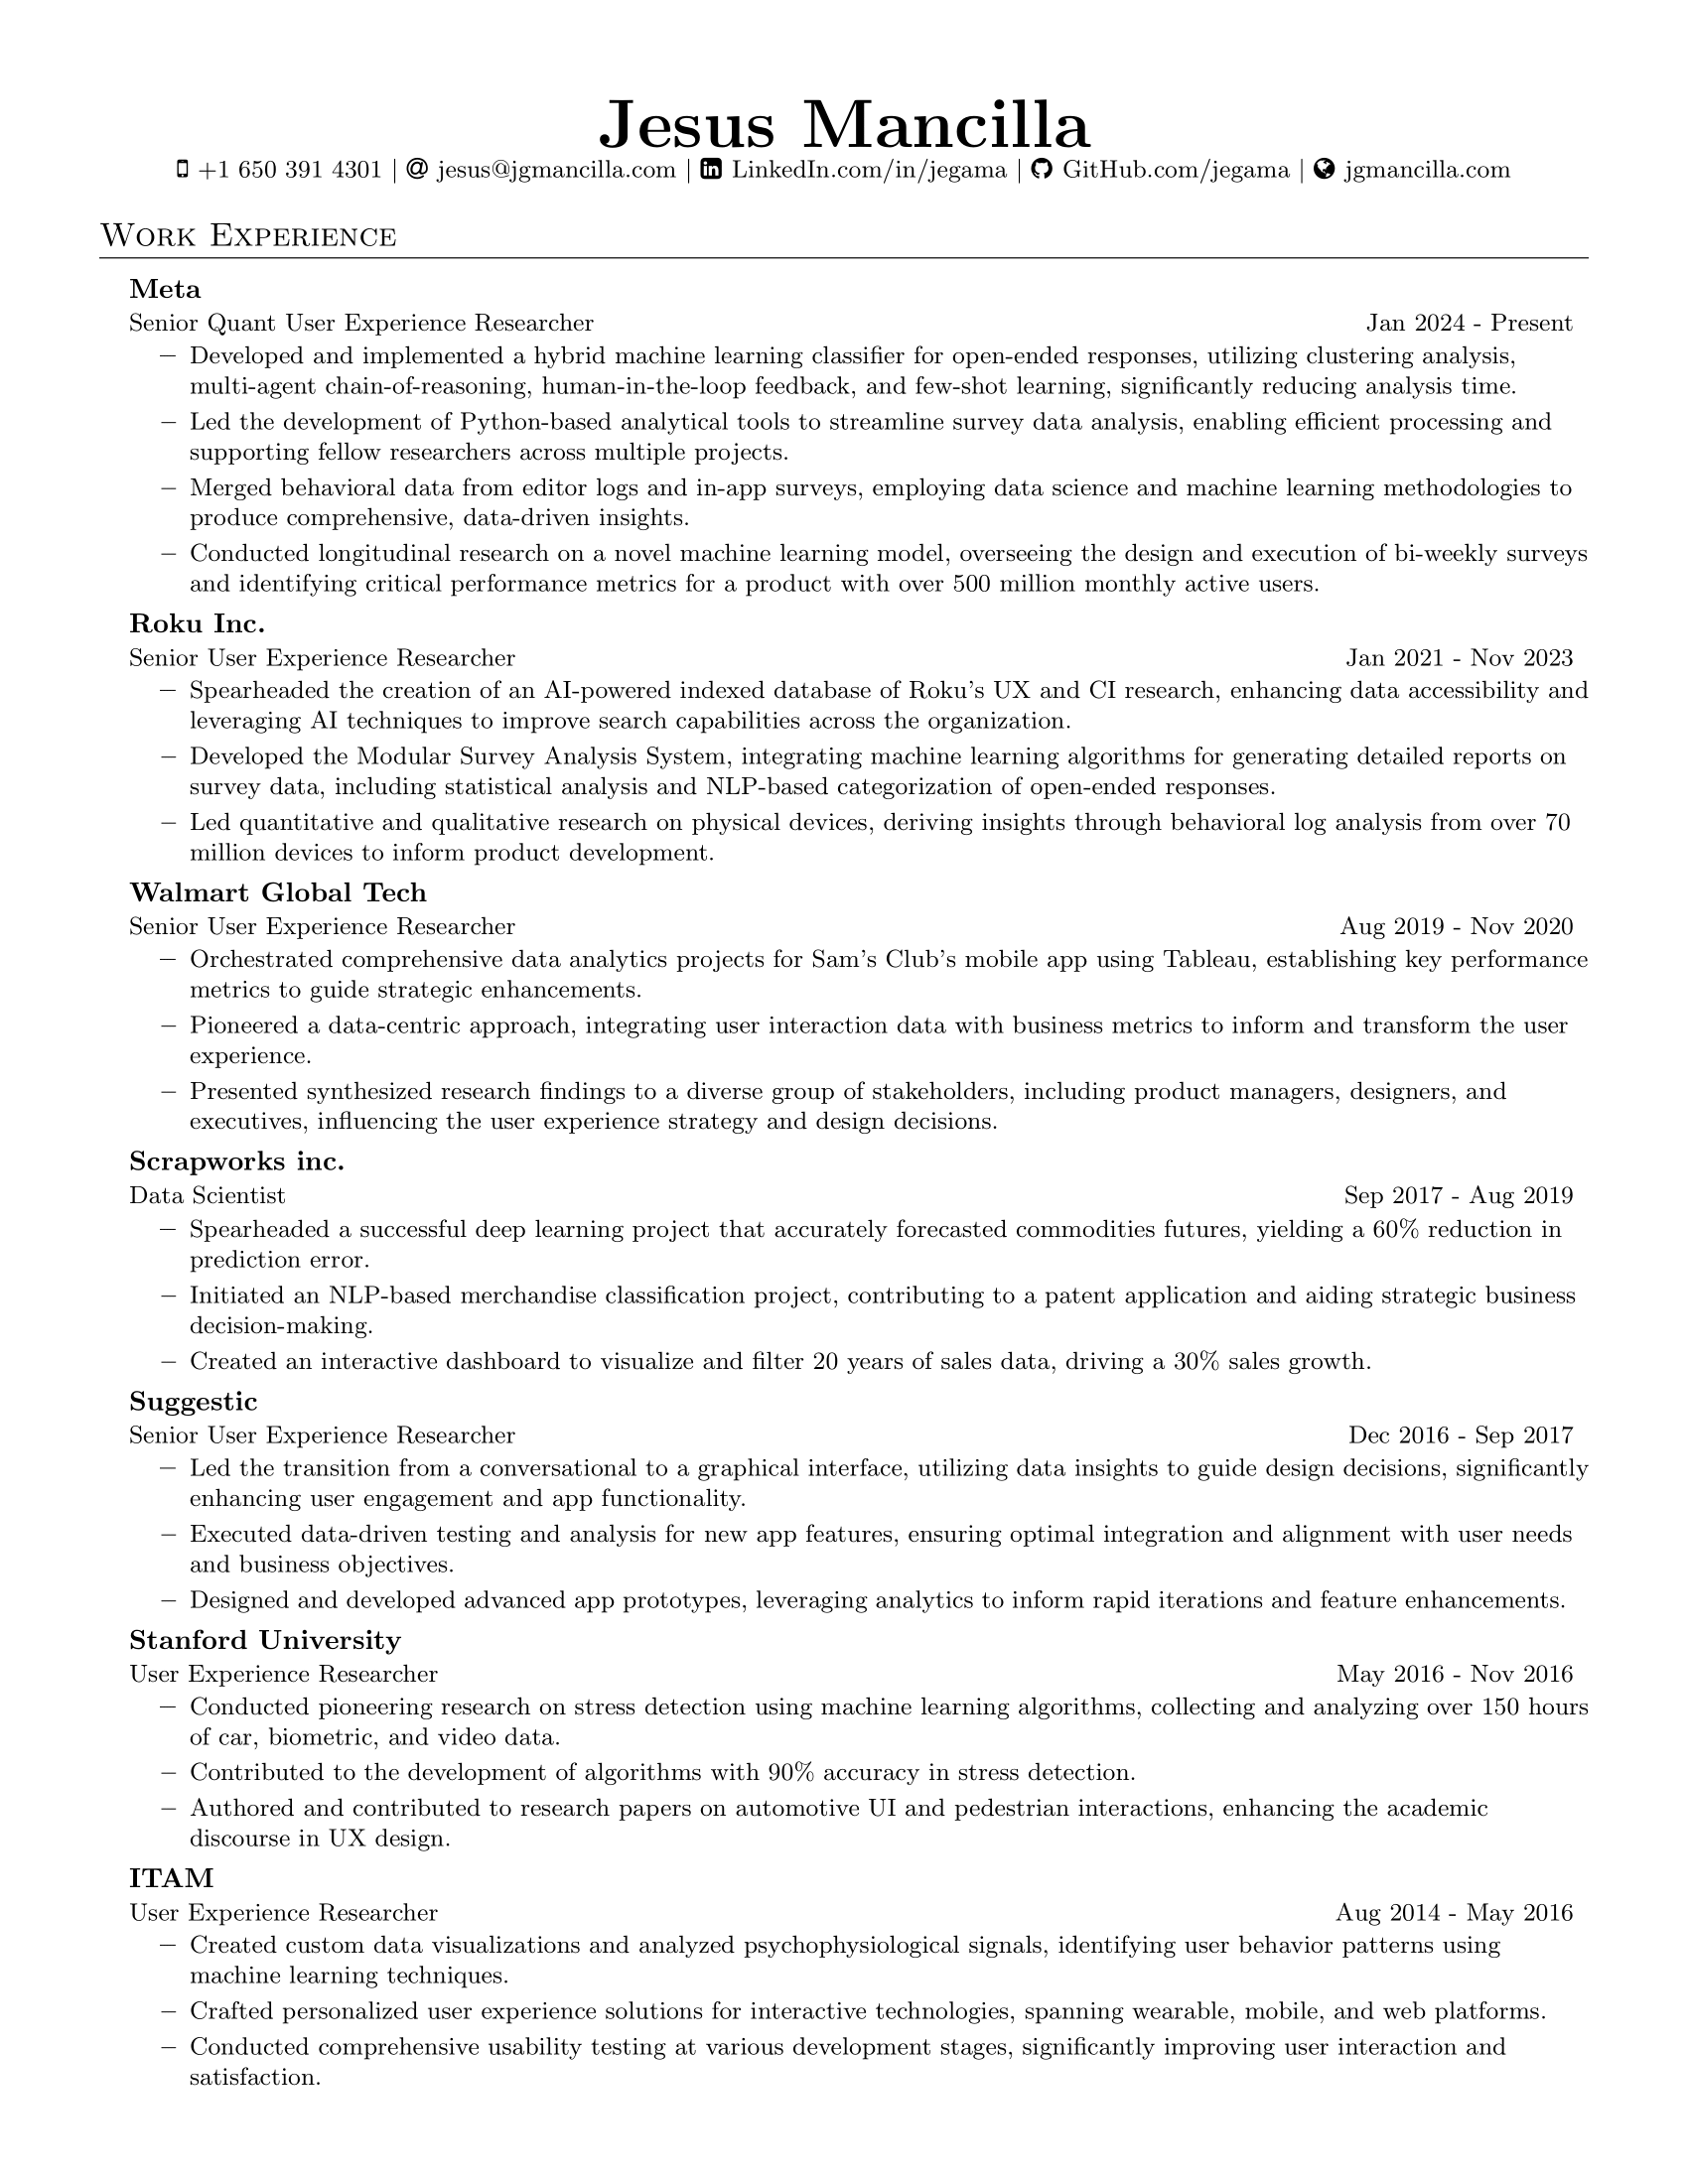 Jesus Mancilla
+1 650 391 4301 | jesus@jgmancilla.com | LinkedIn.com/in/jegama | GitHub.com/jegama | jgmancilla.com
Work Experience
Meta
Senior Quant User Experience Researcher Jan 2024 - Present
– Developed and implemented a hybrid machine learning classifier for open-ended responses, utilizing clustering analysis,
multi-agent chain-of-reasoning, human-in-the-loop feedback, and few-shot learning, significantly reducing analysis time.
– Led the development of Python-based analytical tools to streamline survey data analysis, enabling efficient processing and
supporting fellow researchers across multiple projects.
– Merged behavioral data from editor logs and in-app surveys, employing data science and machine learning methodologies to
produce comprehensive, data-driven insights.
– Conducted longitudinal research on a novel machine learning model, overseeing the design and execution of bi-weekly surveys
and identifying critical performance metrics for a product with over 500 million monthly active users.
Roku Inc.
Senior User Experience Researcher Jan 2021 - Nov 2023
– Spearheaded the creation of an AI-powered indexed database of Roku's UX and CI research, enhancing data accessibility and
leveraging AI techniques to improve search capabilities across the organization.
– Developed the Modular Survey Analysis System, integrating machine learning algorithms for generating detailed reports on
survey data, including statistical analysis and NLP-based categorization of open-ended responses.
– Led quantitative and qualitative research on physical devices, deriving insights through behavioral log analysis from over 70
million devices to inform product development.
Walmart Global Tech
Senior User Experience Researcher Aug 2019 - Nov 2020
– Orchestrated comprehensive data analytics projects for Sam's Club's mobile app using Tableau, establishing key performance
metrics to guide strategic enhancements.
– Pioneered a data-centric approach, integrating user interaction data with business metrics to inform and transform the user
experience.
– Presented synthesized research findings to a diverse group of stakeholders, including product managers, designers, and
executives, influencing the user experience strategy and design decisions.
Scrapworks inc.
Data Scientist Sep 2017 - Aug 2019
– Spearheaded a successful deep learning project that accurately forecasted commodities futures, yielding a 60% reduction in
prediction error.
– Initiated an NLP-based merchandise classification project, contributing to a patent application and aiding strategic business
decision-making.
– Created an interactive dashboard to visualize and filter 20 years of sales data, driving a 30% sales growth.
Suggestic
Senior User Experience Researcher Dec 2016 - Sep 2017
– Led the transition from a conversational to a graphical interface, utilizing data insights to guide design decisions, significantly
enhancing user engagement and app functionality.
– Executed data-driven testing and analysis for new app features, ensuring optimal integration and alignment with user needs
and business objectives.
– Designed and developed advanced app prototypes, leveraging analytics to inform rapid iterations and feature enhancements.
Stanford University
User Experience Researcher May 2016 - Nov 2016
– Conducted pioneering research on stress detection using machine learning algorithms, collecting and analyzing over 150 hours
of car, biometric, and video data.
– Contributed to the development of algorithms with 90% accuracy in stress detection.
– Authored and contributed to research papers on automotive UI and pedestrian interactions, enhancing the academic
discourse in UX design.
ITAM
User Experience Researcher Aug 2014 - May 2016
– Created custom data visualizations and analyzed psychophysiological signals, identifying user behavior patterns using
machine learning techniques.
– Crafted personalized user experience solutions for interactive technologies, spanning wearable, mobile, and web platforms.
– Conducted comprehensive usability testing at various development stages, significantly improving user interaction and
satisfaction.